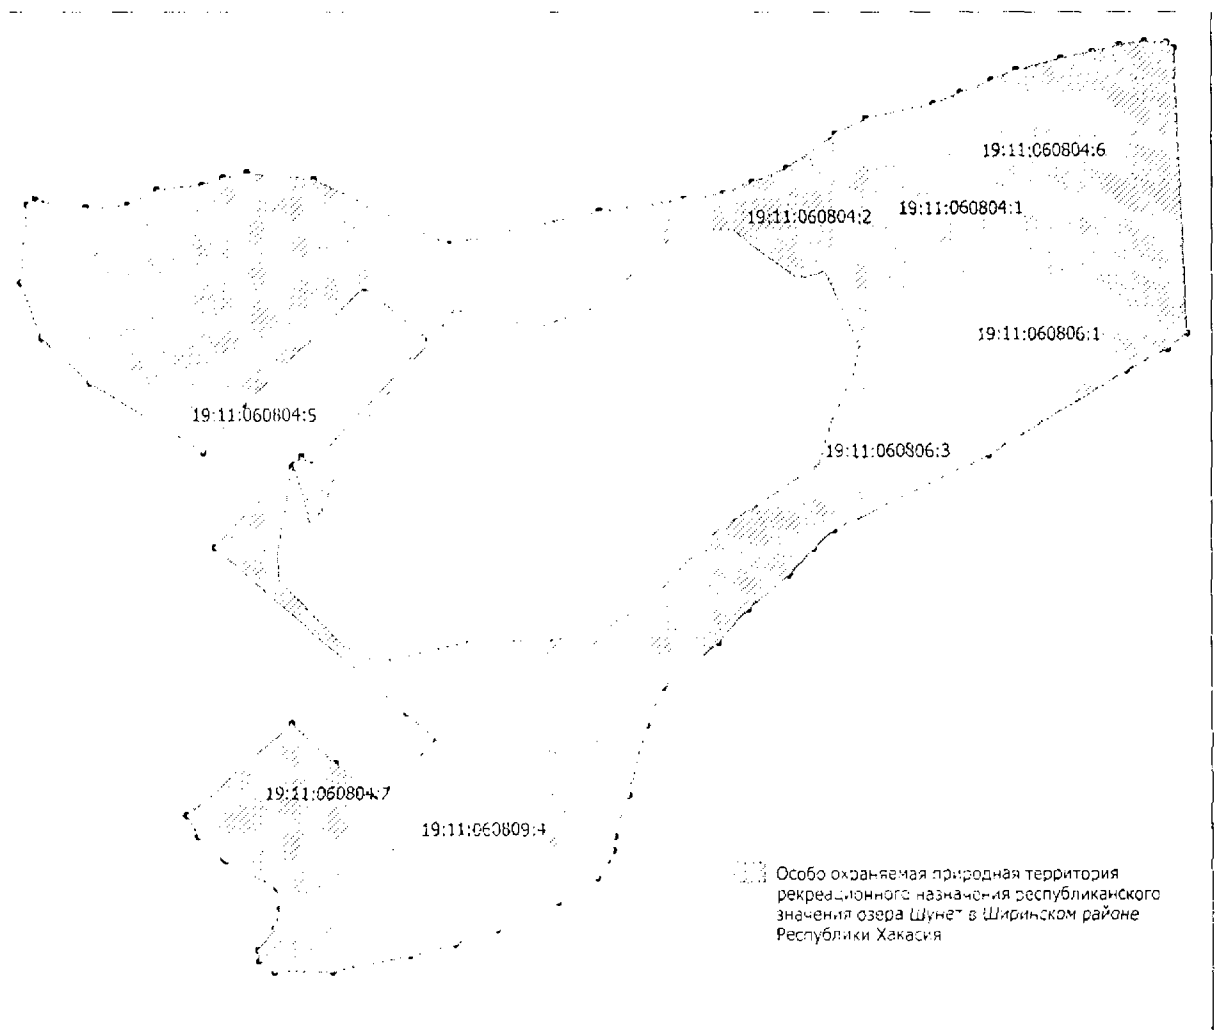 19:11:060804:6
19:11:060804:2
19:11:060804:1
19:11:060806:1
19:11:060804:5
19:11:060806:3
19:11:060804:7
19:11:060809:4
Особо охраняемая природная территория
рекреационного назначения республиканского
значения озера Шунет в Ширинском районе
Республики Хакасия